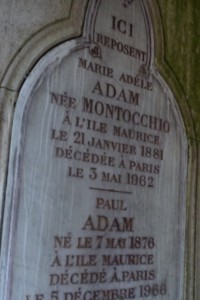 ICI
REPOSENT
MARIE ADÈLE
ADAM
NÉE MONTOCCHIO
À L'ILE MAURICE
LE 21 JANVIER 1881
DÉCÉDÉE À PARIS
LE 3 MAI 1962
PAUL
ADAM
NÉ LE 7 MAI 1876
À L'ILE MAURICE
DÉCÉDÉ À PARIS
LE 5 DÉCEMBRE 1966